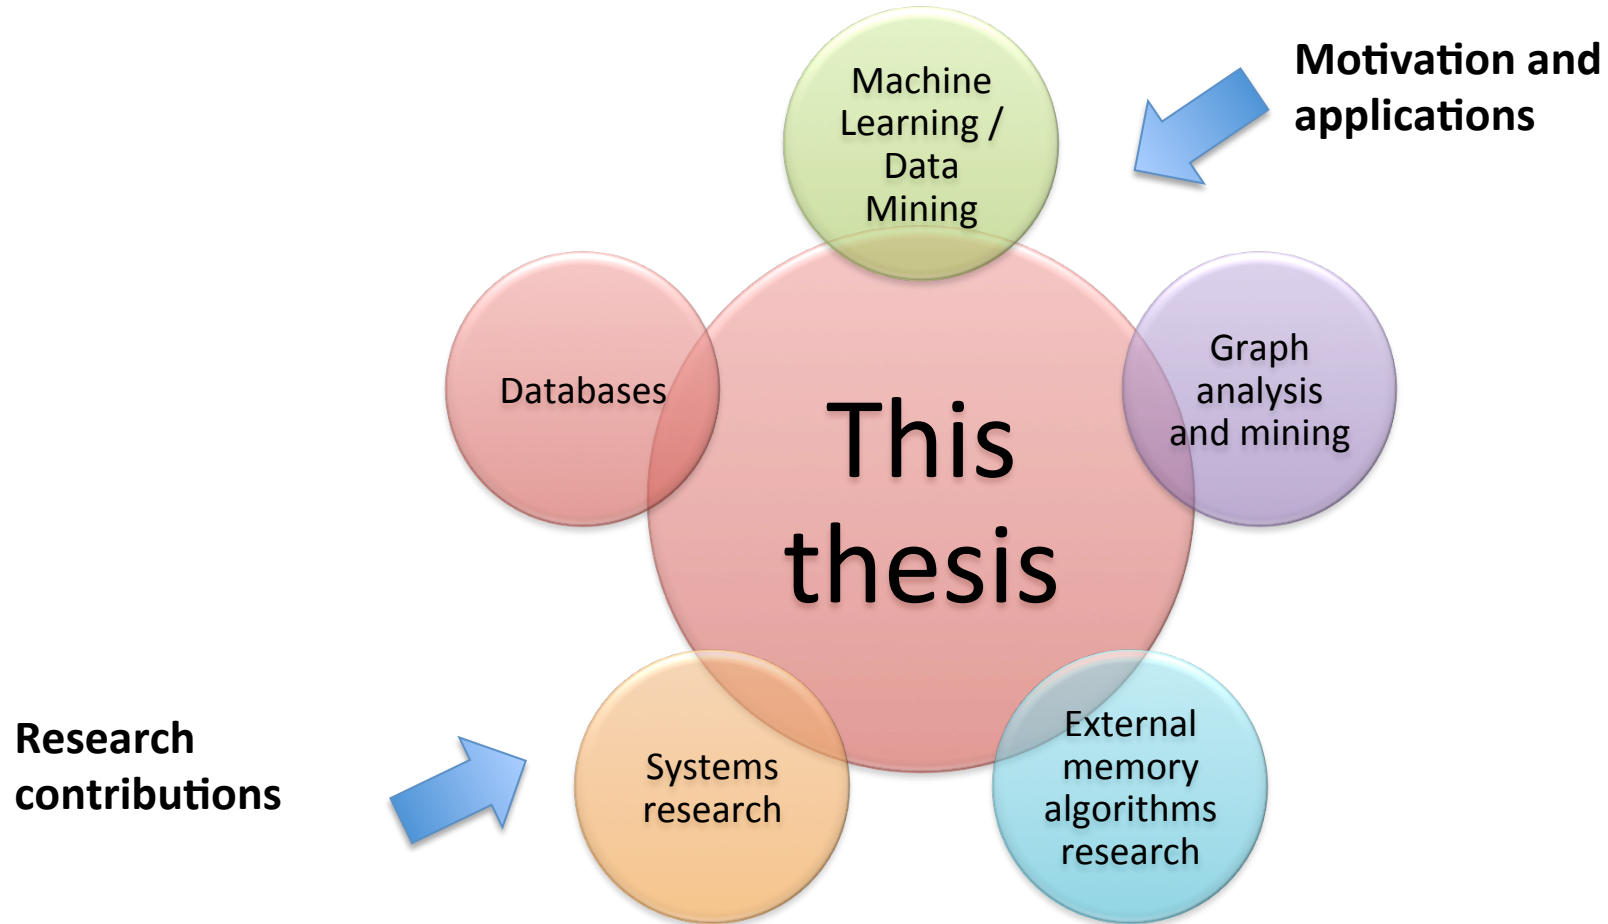 Machine
Learning /
Data
Mining
Motivation and
applications
Databases
Graph
analysis
and mining
This
thesis
Research
contributions
Systems
research
External
memory
algorithms
research